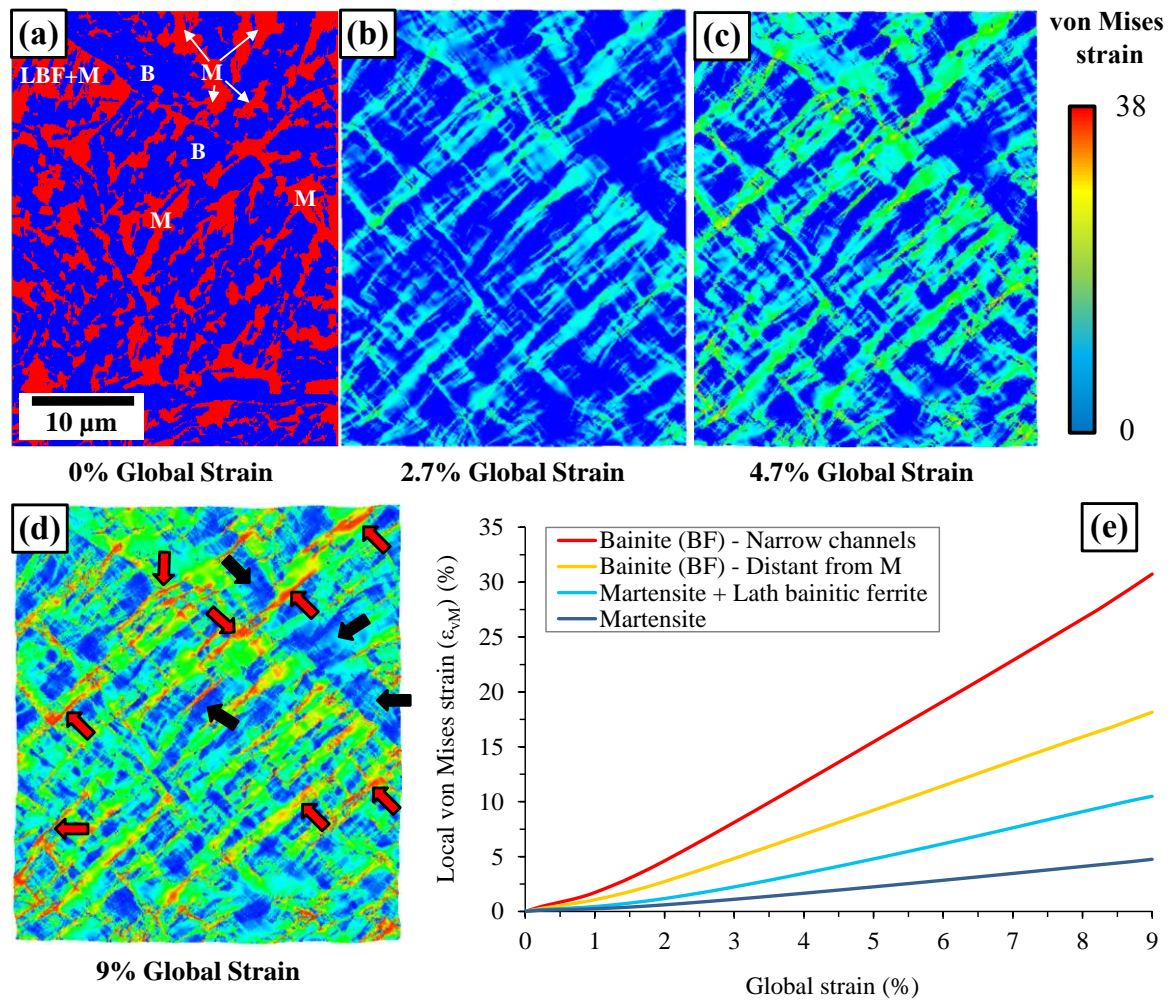 (a)
LBF+M
B
M
B
M
M
10 μm
0% Global Strain
(b)
2.7% Global Strain
(c)
4.7% Global Strain
von Mises
strain
38
0
(d)
9% Global Strain
(e)
Bainite (BF) - Narrow channels
Bainite (BF) - Distant from M
Martensite + Lath bainitic ferrite
Martensite
Local von Mises strain (εvM) (%)
35
30
25
20
15
10
5
0
0 1 2 3 4 5 6 7 8 9
Global strain (%)